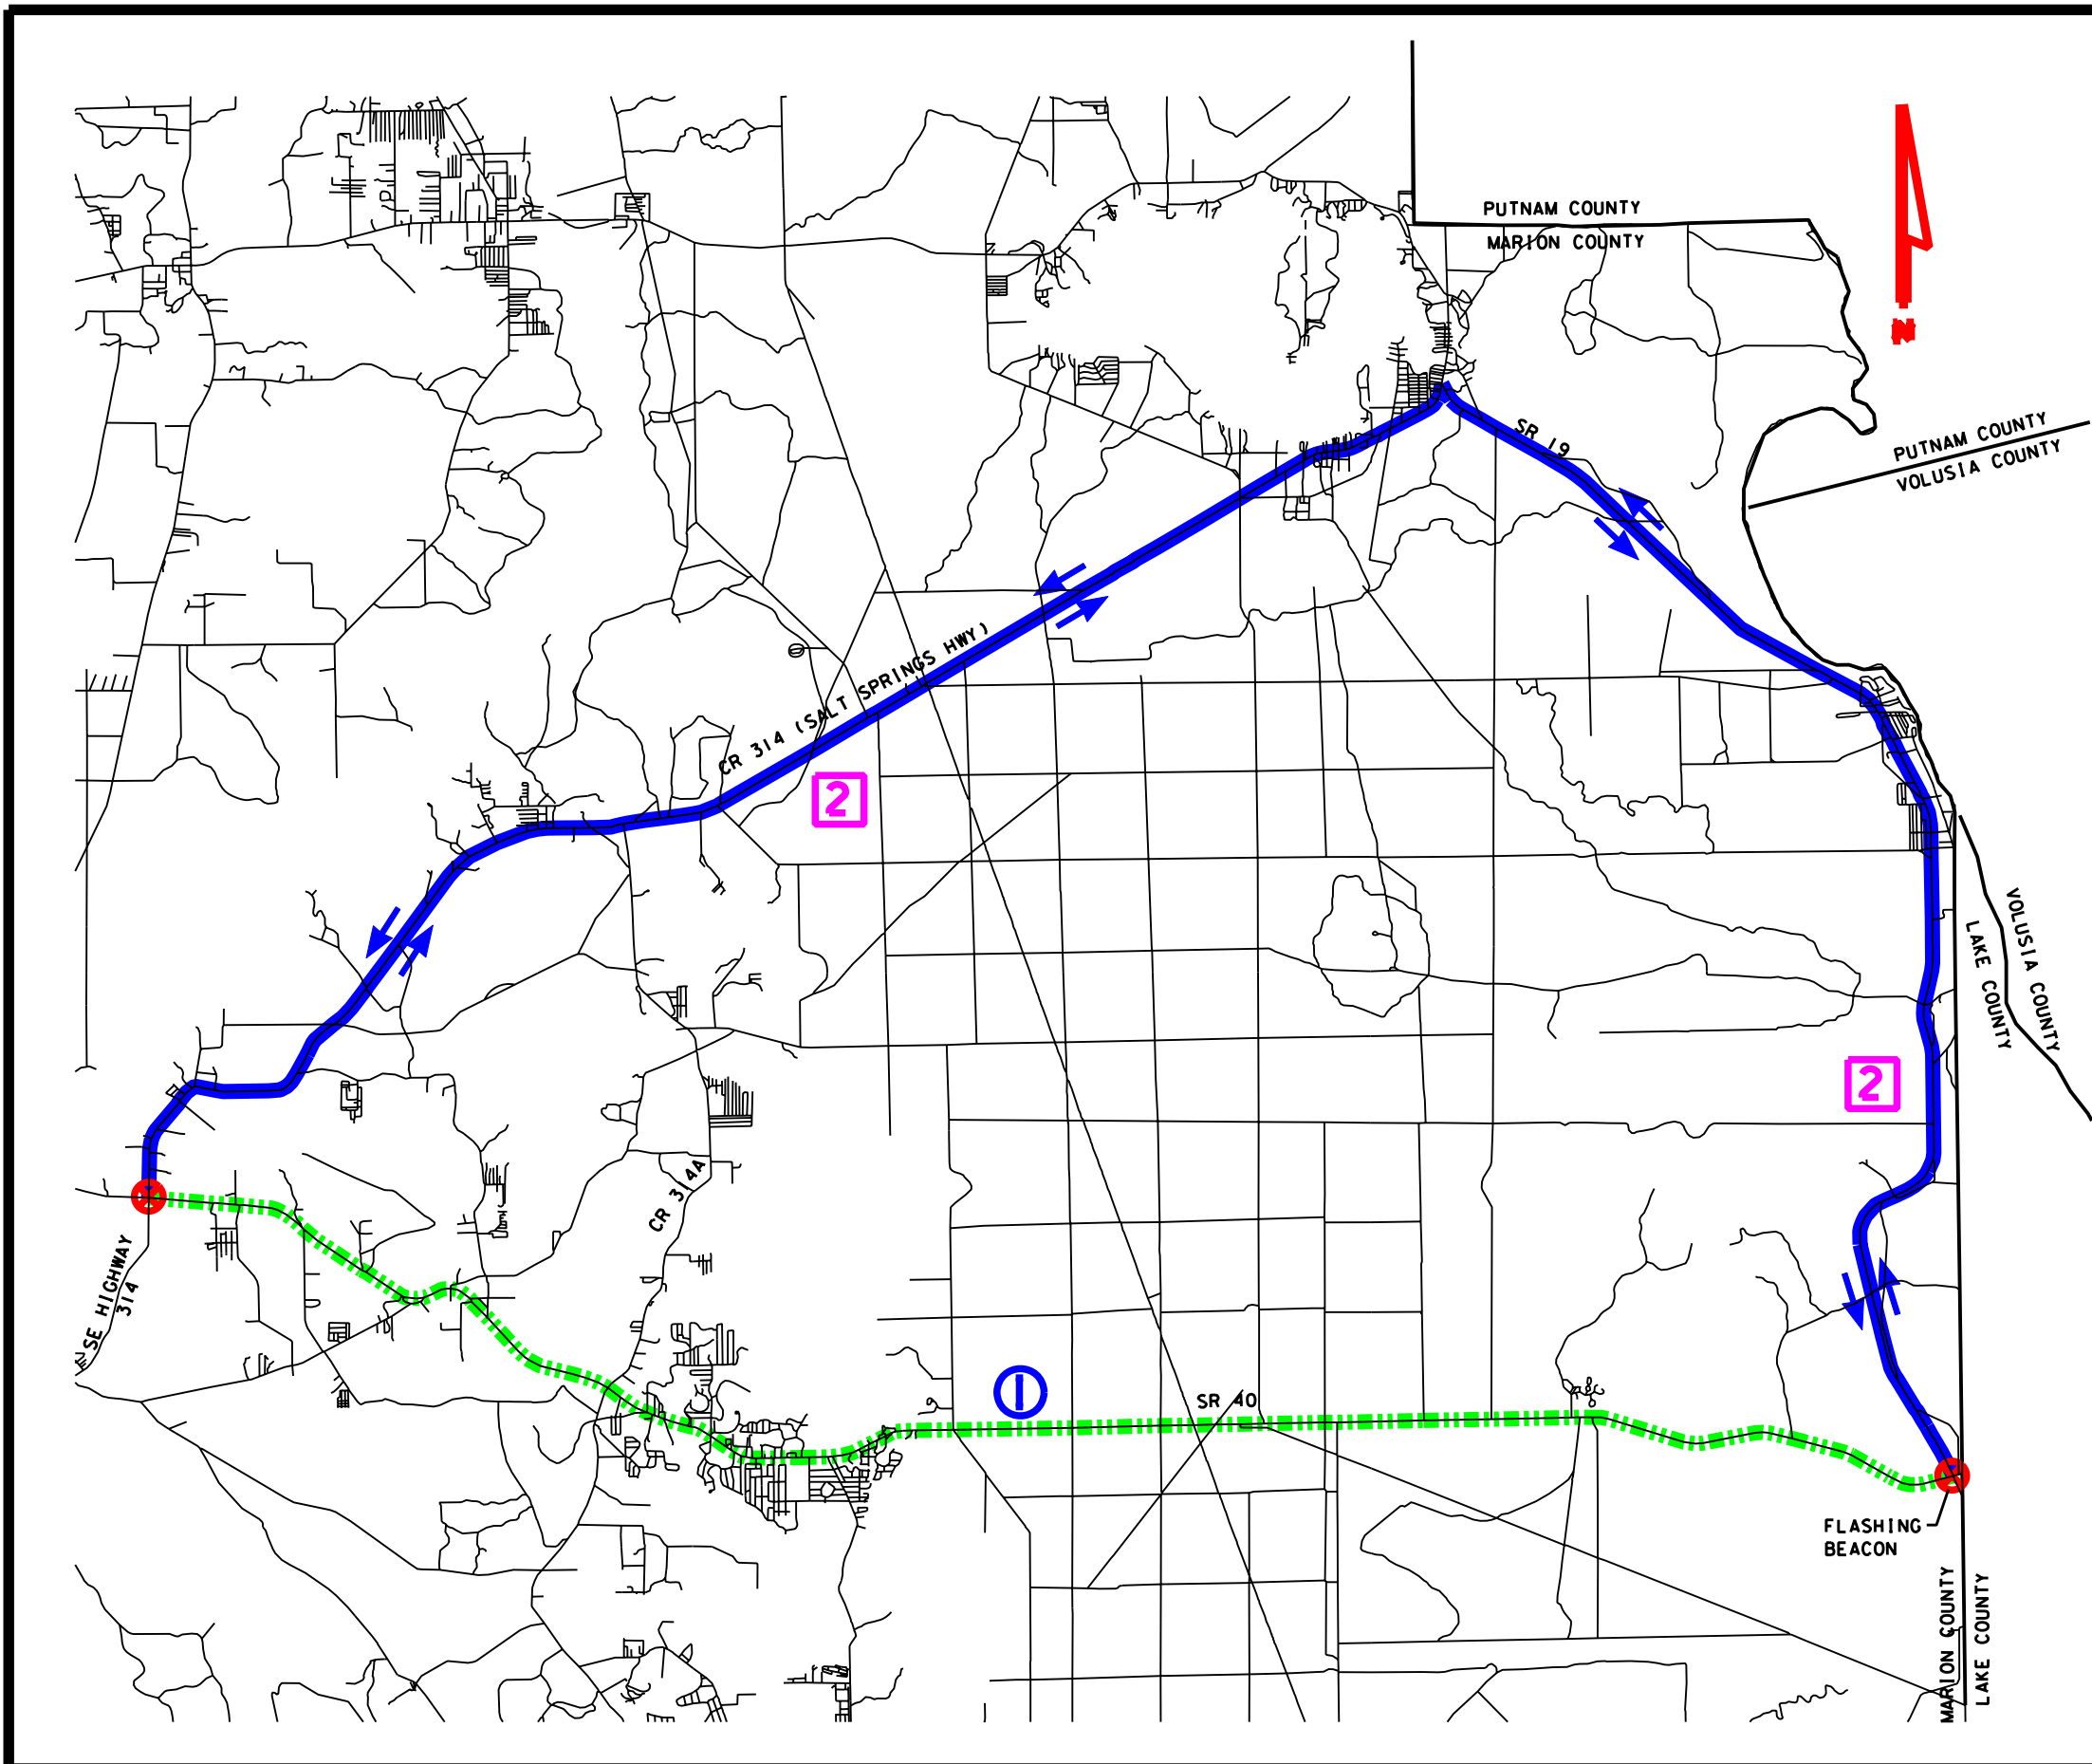 PUTNAM COUNTY
MARION COUNTY
N
SR 19
PUTNAM COUNTY
VOLUSIA COUNTY
CR 314 (SALT SPRINGS HWY)
2
VOLUSIA COUNTY
LAKE COUNTY
2
CR 314A
SE HIGHWAY
314
1
SR 40
FLASHING
BEACON
MARION COUNTY
LAKE COUNTY